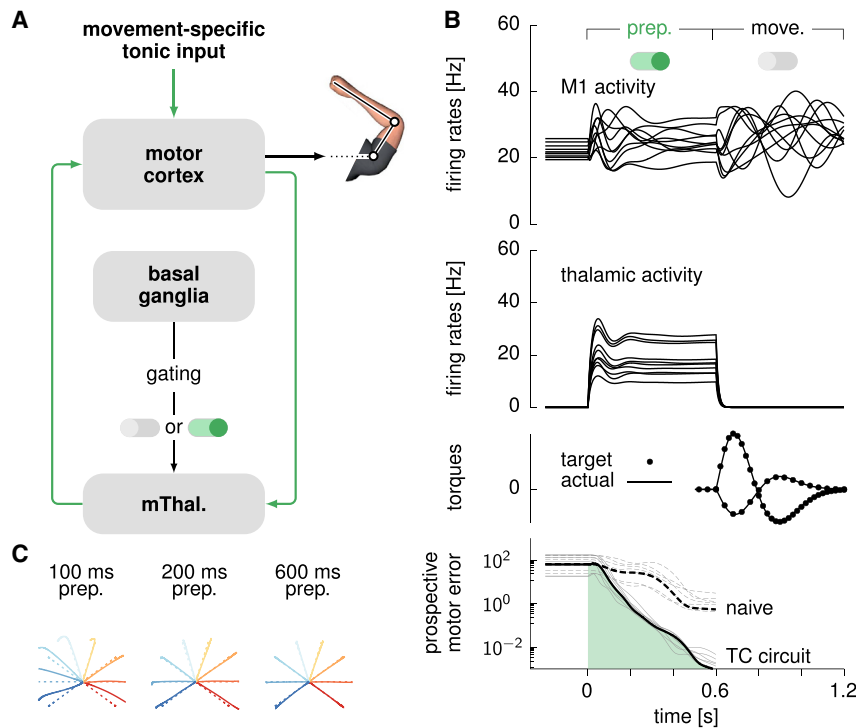 A
movement-specific
tonic input
motor
cortex
basal
ganglia
gating
or
mThal.
C
100 ms
prep.
200 ms
prep.
600 ms
prep.
B
prep.
move.
firing rates [Hz]
60
40
20
0
M1 activity
firing rates [Hz]
60
40
20
0
thalamic activity
torques
0
target
actual
prospective
motor error
10²
10⁰
10⁻²
naive
TC circuit
0
0.6
1.2
time [s]